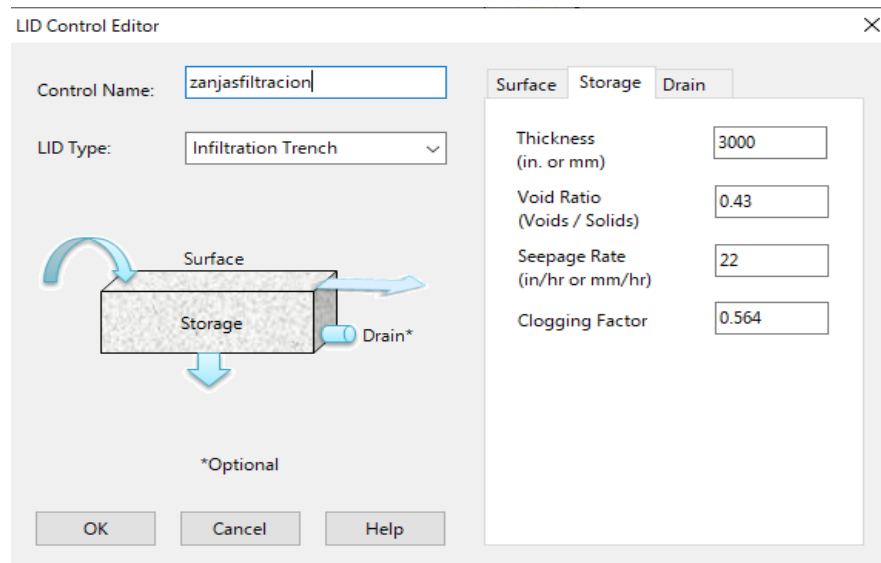 LID Control Editor
Control Name: zanjasfiltracion
LID Type: Infiltration Trench
Surface
Storage
Drain*
*Optional
OK Cancel Help
Surface Storage Drain
Thickness
(in. or mm) 3000
Void Ratio
(Voids / Solids) 0.43
Seepage Rate
(in/hr or mm/hr) 22
Clogging Factor 0.564